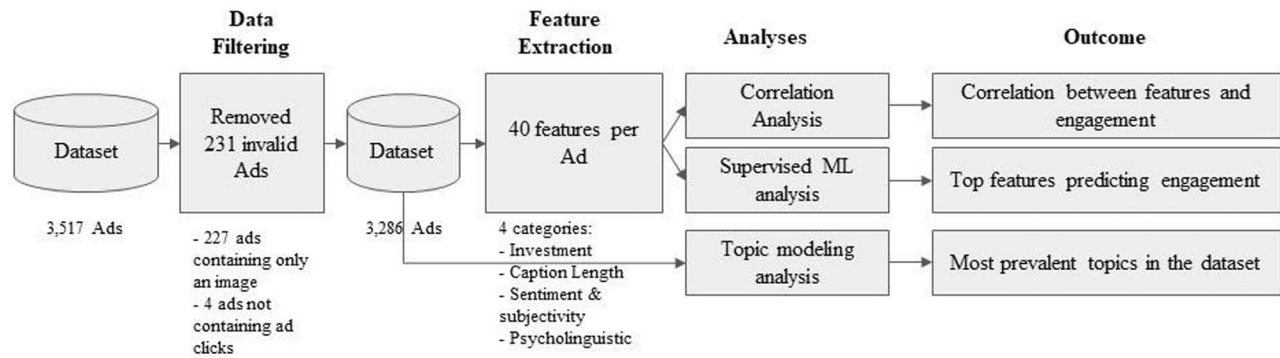 Data
Filtering
Feature
Extraction
Analyses
Outcome
Dataset
3,517 Ads
Removed
231 invalid
Ads
- 227 ads
containing only
an image
- 4 ads not
containing ad
clicks
Dataset
3,286 Ads
40 features per
Ad
4 categories:
- Investment
- Caption Length
- Sentiment &
subjectivity
- Psycholinguistic
Correlation
Analysis
Correlation between features and
engagement
Supervised ML
analysis
Top features predicting engagement
Topic modeling
analysis
Most prevalent topics in the dataset